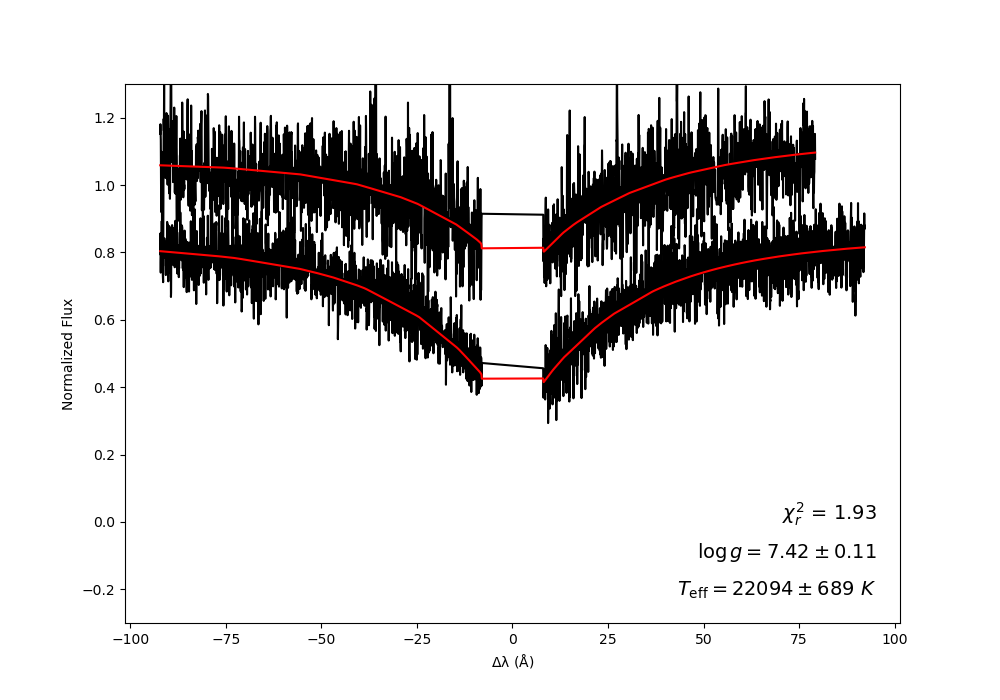 1.2
1.0
0.8
0.6
0.4
0.2
0.0
−0.2
Normalized Flux
χ²ᵣ = 1.93
log g = 7.42 ± 0.11
T_eff = 22094 ± 689 K
−100 −75 −50 −25 0 25 50 75 100
Δλ (Å)